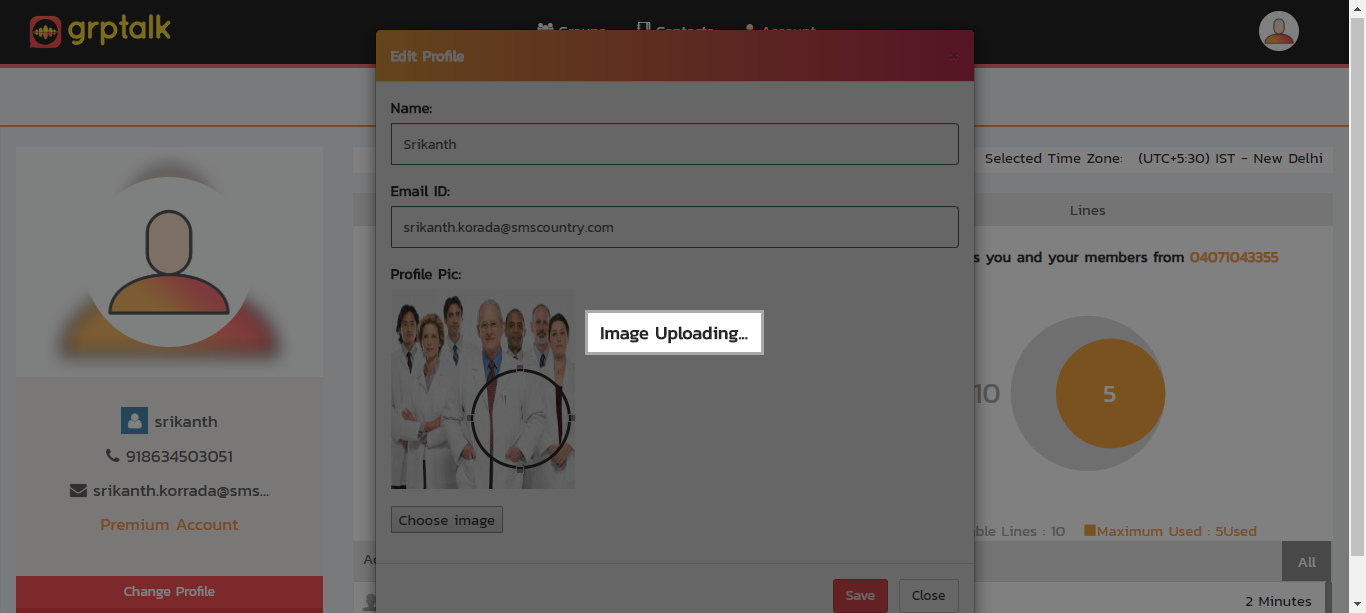 grptalk
Groups
Contacts
Account
Edit Profile
×
Name:
Srikanth
Email ID:
srikanth.korada@smscountry.com
Profile Pic:
Image Uploading...
Choose image
Save
Close
srikanth
918634503051
srikanth.korrada@sms...
Premium Account
Change Profile
Selected Time Zone: (UTC+5:30) IST - New Delhi
Lines
you and your members from 04071043355
10
5
Lines : 10
Maximum Used : 5Used
All
2 Minutes